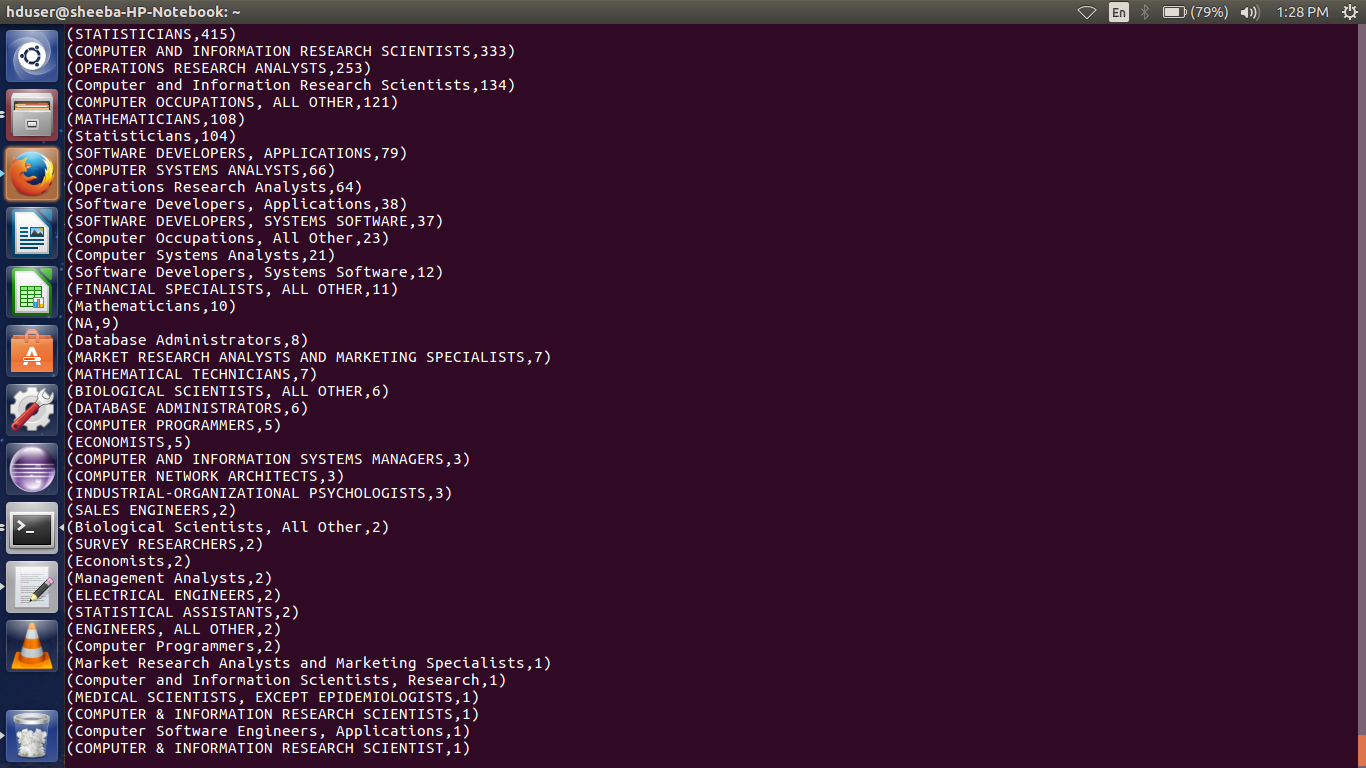 hduser@sheeba-HP-Notebook: ~
En
(79%)
1:28 PM
(STATISTICIANS,415)
(COMPUTER AND INFORMATION RESEARCH SCIENTISTS,333)
(OPERATIONS RESEARCH ANALYSTS,253)
(Computer and Information Research Scientists,134)
(COMPUTER OCCUPATIONS, ALL OTHER,121)
(MATHEMATICIANS,108)
(Statisticians,104)
(SOFTWARE DEVELOPERS, APPLICATIONS,79)
(COMPUTER SYSTEMS ANALYSTS,66)
(Operations Research Analysts,64)
(Software Developers, Applications,38)
(SOFTWARE DEVELOPERS, SYSTEMS SOFTWARE,37)
(Computer Occupations, All Other,23)
(Computer Systems Analysts,21)
(Software Developers, Systems Software,12)
(FINANCIAL SPECIALISTS, ALL OTHER,11)
(Mathematicians,10)
(NA,9)
(Database Administrators,8)
(MARKET RESEARCH ANALYSTS AND MARKETING SPECIALISTS,7)
(MATHEMATICAL TECHNICIANS,7)
(BIOLOGICAL SCIENTISTS, ALL OTHER,6)
(DATABASE ADMINISTRATORS,6)
(COMPUTER PROGRAMMERS,5)
(ECONOMISTS,5)
(COMPUTER AND INFORMATION SYSTEMS MANAGERS,3)
(COMPUTER NETWORK ARCHITECTS,3)
(INDUSTRIAL-ORGANIZATIONAL PSYCHOLOGISTS,3)
(SALES ENGINEERS,2)
(Biological Scientists, All Other,2)
(SURVEY RESEARCHERS,2)
(Economists,2)
(Management Analysts,2)
(ELECTRICAL ENGINEERS,2)
(STATISTICAL ASSISTANTS,2)
(ENGINEERS, ALL OTHER,2)
(Computer Programmers,2)
(Market Research Analysts and Marketing Specialists,1)
(Computer and Information Scientists, Research,1)
(MEDICAL SCIENTISTS, EXCEPT EPIDEMIOLOGISTS,1)
(COMPUTER & INFORMATION RESEARCH SCIENTISTS,1)
(Computer Software Engineers, Applications,1)
(COMPUTER & INFORMATION RESEARCH SCIENTIST,1)